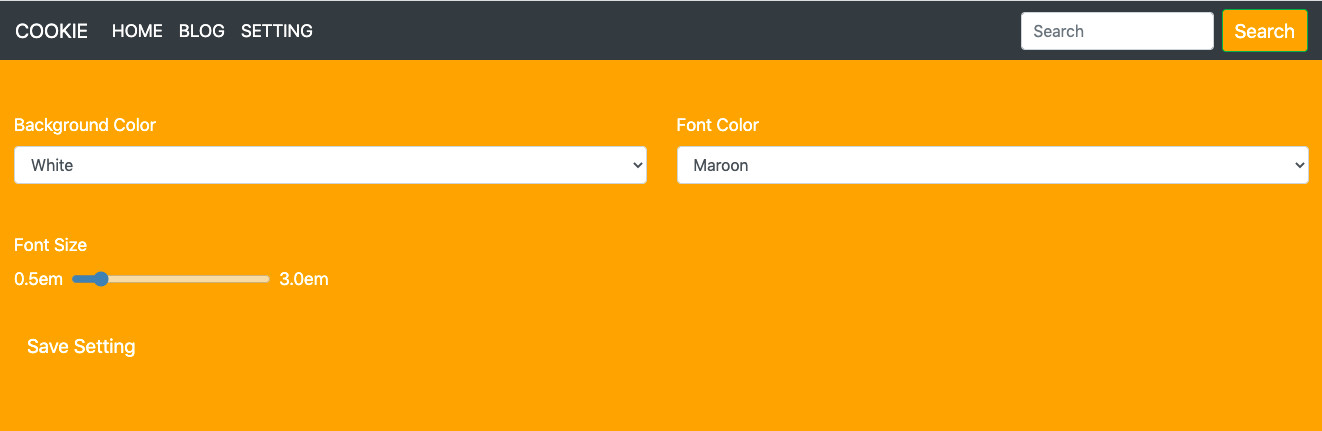 COOKIE HOME BLOG SETTING Search Search
Background Color Font Color
White Maroon
Font Size
0.5em 3.0em
Save Setting